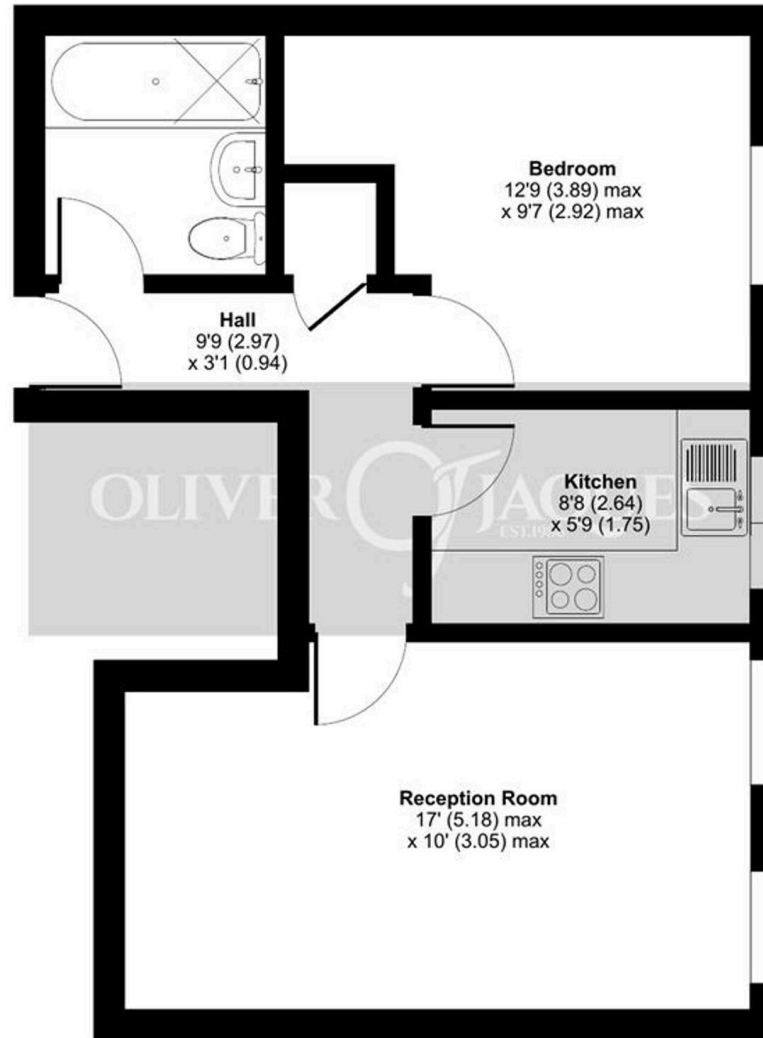 Bedroom
12'9 (3.89) max
x 9'7 (2.92) max
Hall
9'9 (2.97)
x 3'1 (0.94)
Kitchen
8'8 (2.64)
x 5'9 (1.75)
OLIVER OJ JACQUES
Reception Room
17' (5.18) max
x 10' (3.05) max